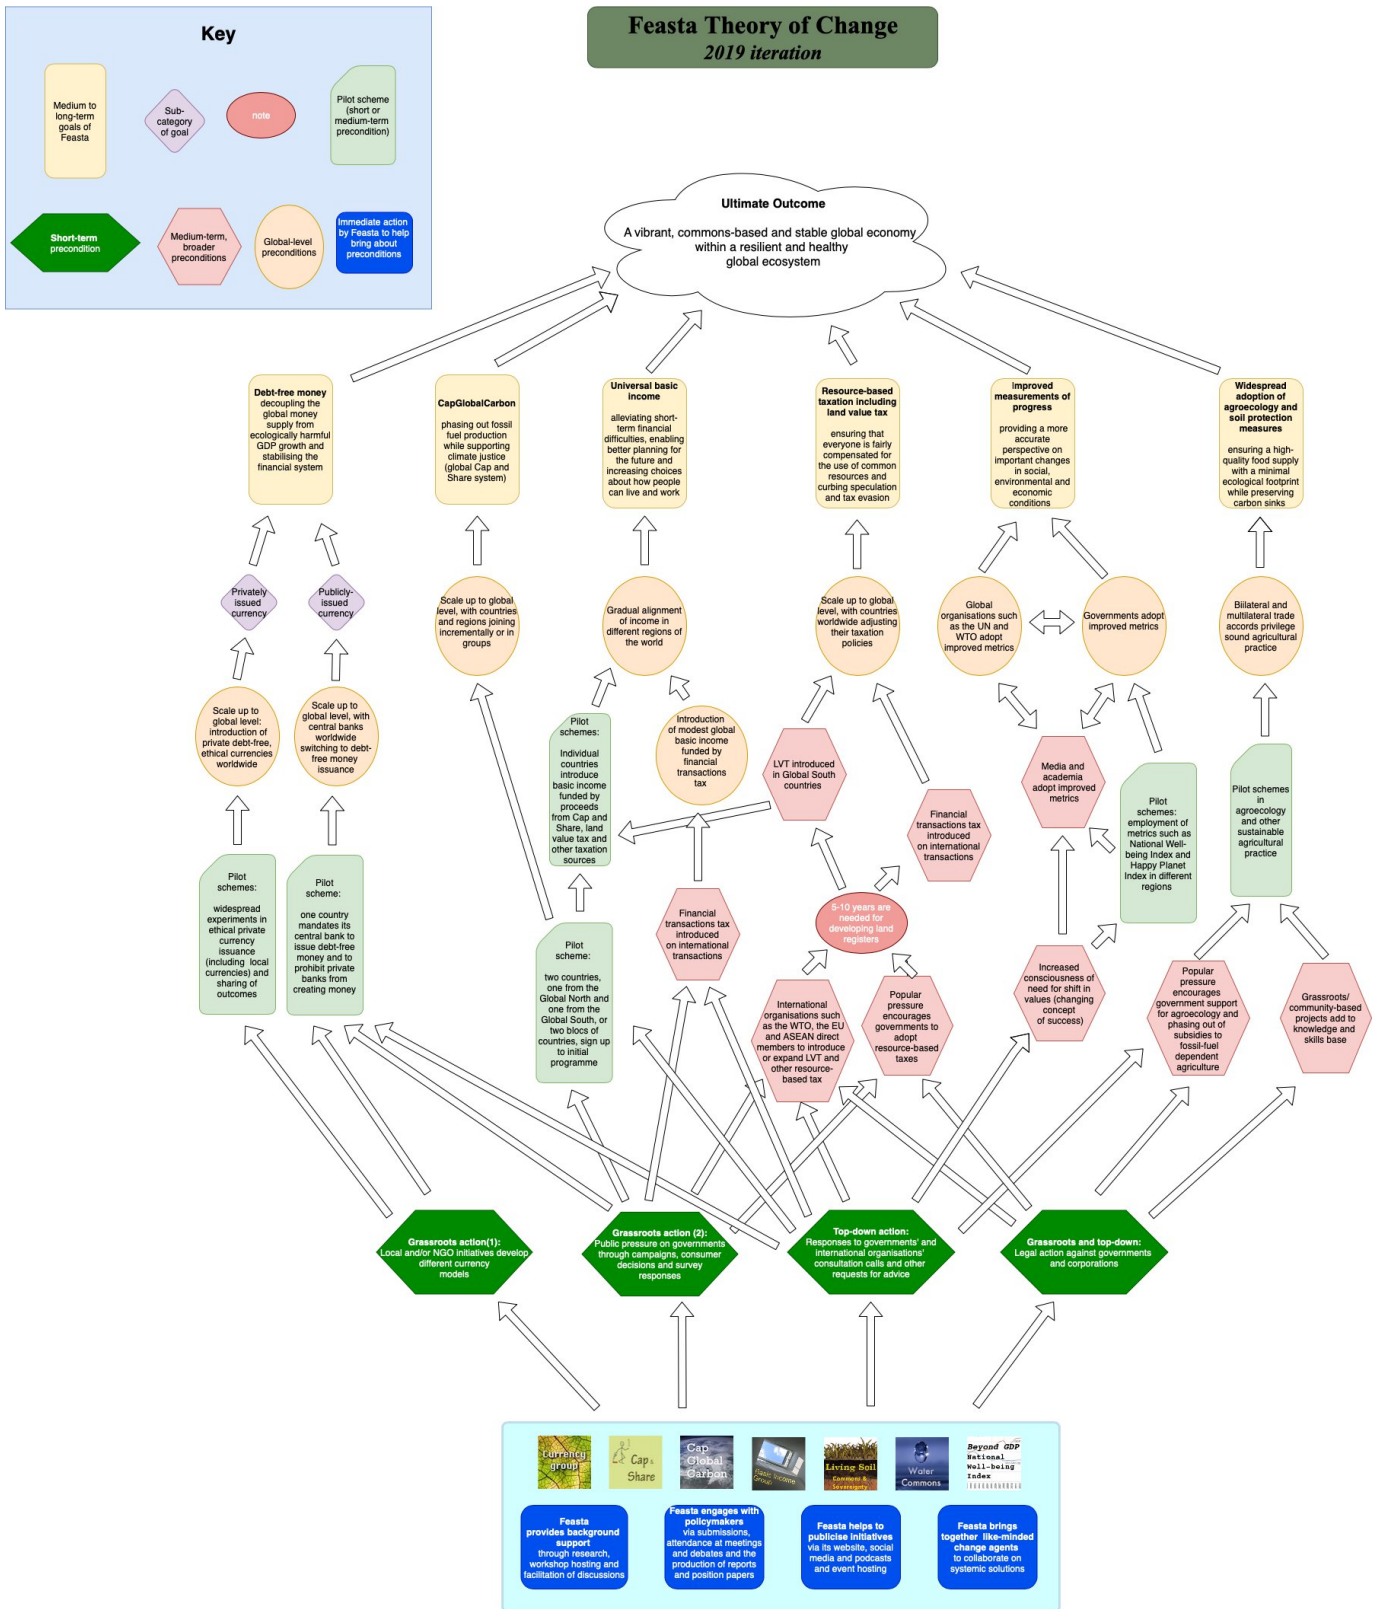 Feasta Theory of Change
2019 iteration
Key
Medium to
long-term
goals of
Feasta
Sub-
category
of goal
note
Pilot scheme
(short or
medium-term
precondition)
Short-term
precondition
Medium-term,
broader
preconditions
Global-level
preconditions
Immediate action
by Feasta to help
bring about
preconditions
Ultimate Outcome
A vibrant, commons-based and stable global economy
within a resilient and healthy
global ecosystem
Debt-free money
decoupling the
global money
supply from
ecologically harmful
GDP growth and
stabilising the
financial system
CapGlobalCarbon
phasing out fossil
fuel production
while supporting
climate justice
(global Cap and
Share system)
Universal basic
income
alleviating short-
term financial
difficulties, enabling
better planning for
the future and
increasing choices
about how people
can live and work
Resource-based
taxation including
land value tax
ensuring that
everyone is fairly
compensated for
the use of common
resources and
curbing speculation
and tax evasion
Improved
measurements of
progress
providing a more
accurate
perspective on
important changes
in social,
environmental and
economic
conditions
Widespread
adoption of
agroecology and
soil protection
measures
ensuring a high-
quality food supply
with a minimal
ecological footprint
while preserving
carbon sinks
Privately
issued
currency
Publicly-
issued
currency
Scale up to global
level, with countries
and regions joining
incrementally or in
groups
Gradual alignment
of income in
different regions of
the world
Scale up to global
level, with countries
worldwide adjusting
their taxation
policies
Global
organisations such
as the UN and
WTO adopt
improved metrics
Governments adopt
improved metrics
Biilateral and
multilateral trade
accords privilege
sound agricultural
practice
Scale up to
global level:
introduction of
private debt-free,
ethical currencies
worldwide
Scale up to
global level, with
central banks
worldwide
switching to debt-
free money
issuance
Pilot
schemes:
Individual
countries
introduce
basic income
funded by
proceeds
from Cap and
Share, land
value tax and
other taxation
sources
Introduction
of modest global
basic income
funded by
financial
transactions
tax
LVT introduced
in Global South
countries
Financial
transactions tax
introduced
on international
transactions
Media and
academia
adopt improved
metrics
Pilot
schemes:
employment of
metrics such as
National Well-
being Index and
Happy Planet
Index in different
regions
Pilot schemes
in
agroecology
and other
sustainable
agricultural
practice
Pilot
schemes:
widespread
experiments in
ethical private
currency
issuance
(including local
currencies) and
sharing of
outcomes
Pilot
scheme:
one country
mandates its
central bank to
issue debt-free
money and to
prohibit private
banks from
creating money
Pilot
scheme:
two countries,
one from the
Global North and
one from the
Global South, or
two blocs of
countries, sign up
to initial
programme
Financial
transactions tax
introduced
on international
transactions
5-10 years are
needed for
developing land
registers
International
organisations such
as the WTO, the EU
and ASEAN direct
members to introduce
or expand LVT and
other resource-
based tax
Popular
pressure
encourages
governments to
adopt
resource-based
taxes
Increased
consciousness of
need for shift in
values (changing
concept
of success)
Popular
pressure
encourages
government support
for agroecology and
phasing out of
subsidies to
fossil-fuel
dependent
agriculture
Grassroots/
community-based
projects add to
knowledge and
skills base
Grassroots action(1):
Local and/or NGO initiatives develop
different currency
models
Grassroots action (2):
Public pressure on governments
through campaigns, consumer
decisions and survey
responses
Top-down action:
Responses to governments' and
international organisations'
consultation calls and other
requests for advice
Grassroots and top-down:
Legal action against governments
and corporations
Currency
group
Cap &
Share
Cap
Global
Carbon
Basic Income
Group
Living Soil
Commons &
Sovereignty
Water
Commons
Beyond GDP
National
Well-being
Index
Feasta
provides background
support
through research,
workshop hosting and
facilitation of discussions
Feasta engages with
policymakers
via submissions,
attendance at meetings
and debates and the
production of reports
and position papers
Feasta helps to
publicise initiatives
via its website, social
media and podcasts
and event hosting
Feasta brings
together like-minded
change agents
to collaborate on
systemic solutions